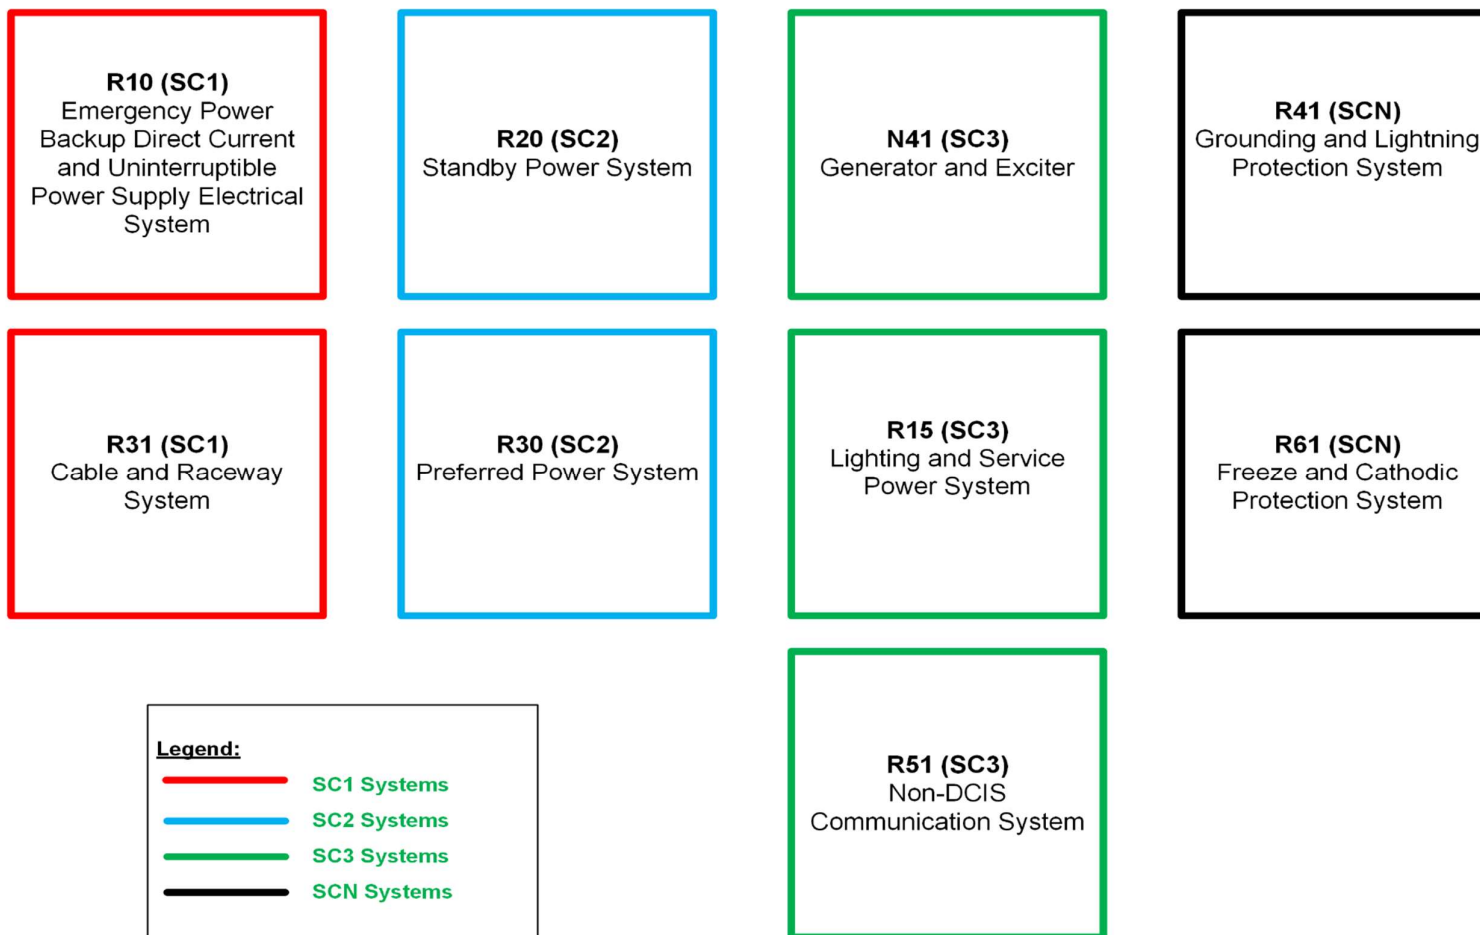 R10 (SC1)
Emergency Power
Backup Direct Current
and Uninterruptible
Power Supply Electrical
System
R20 (SC2)
Standby Power System
N41 (SC3)
Generator and Exciter
R41 (SCN)
Grounding and Lightning
Protection System
R31 (SC1)
Cable and Raceway
System
R30 (SC2)
Preferred Power System
R15 (SC3)
Lighting and Service
Power System
R61 (SCN)
Freeze and Cathodic
Protection System
R51 (SC3)
Non-DCIS
Communication System
Legend:
SC1 Systems
SC2 Systems
SC3 Systems
SCN Systems